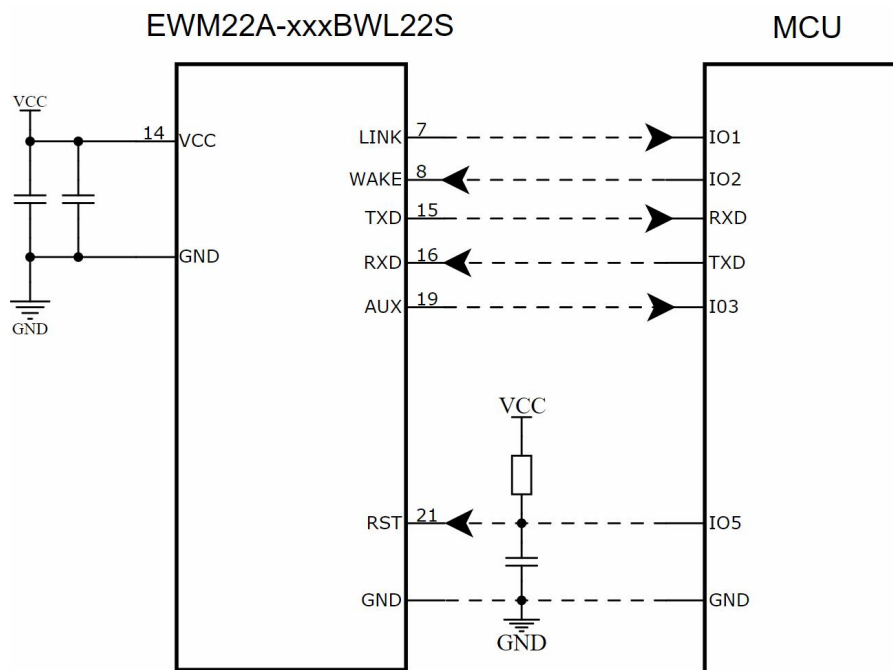 EWM22A-xxxBWL22S MCU
VCC
14 VCC LINK 7 IO1
WAKE 8 IO2
TXD 15 RXD
GND RXD 16 TXD
AUX 19 I03
GND
VCC
RST 21 IO5
GND GND
GND